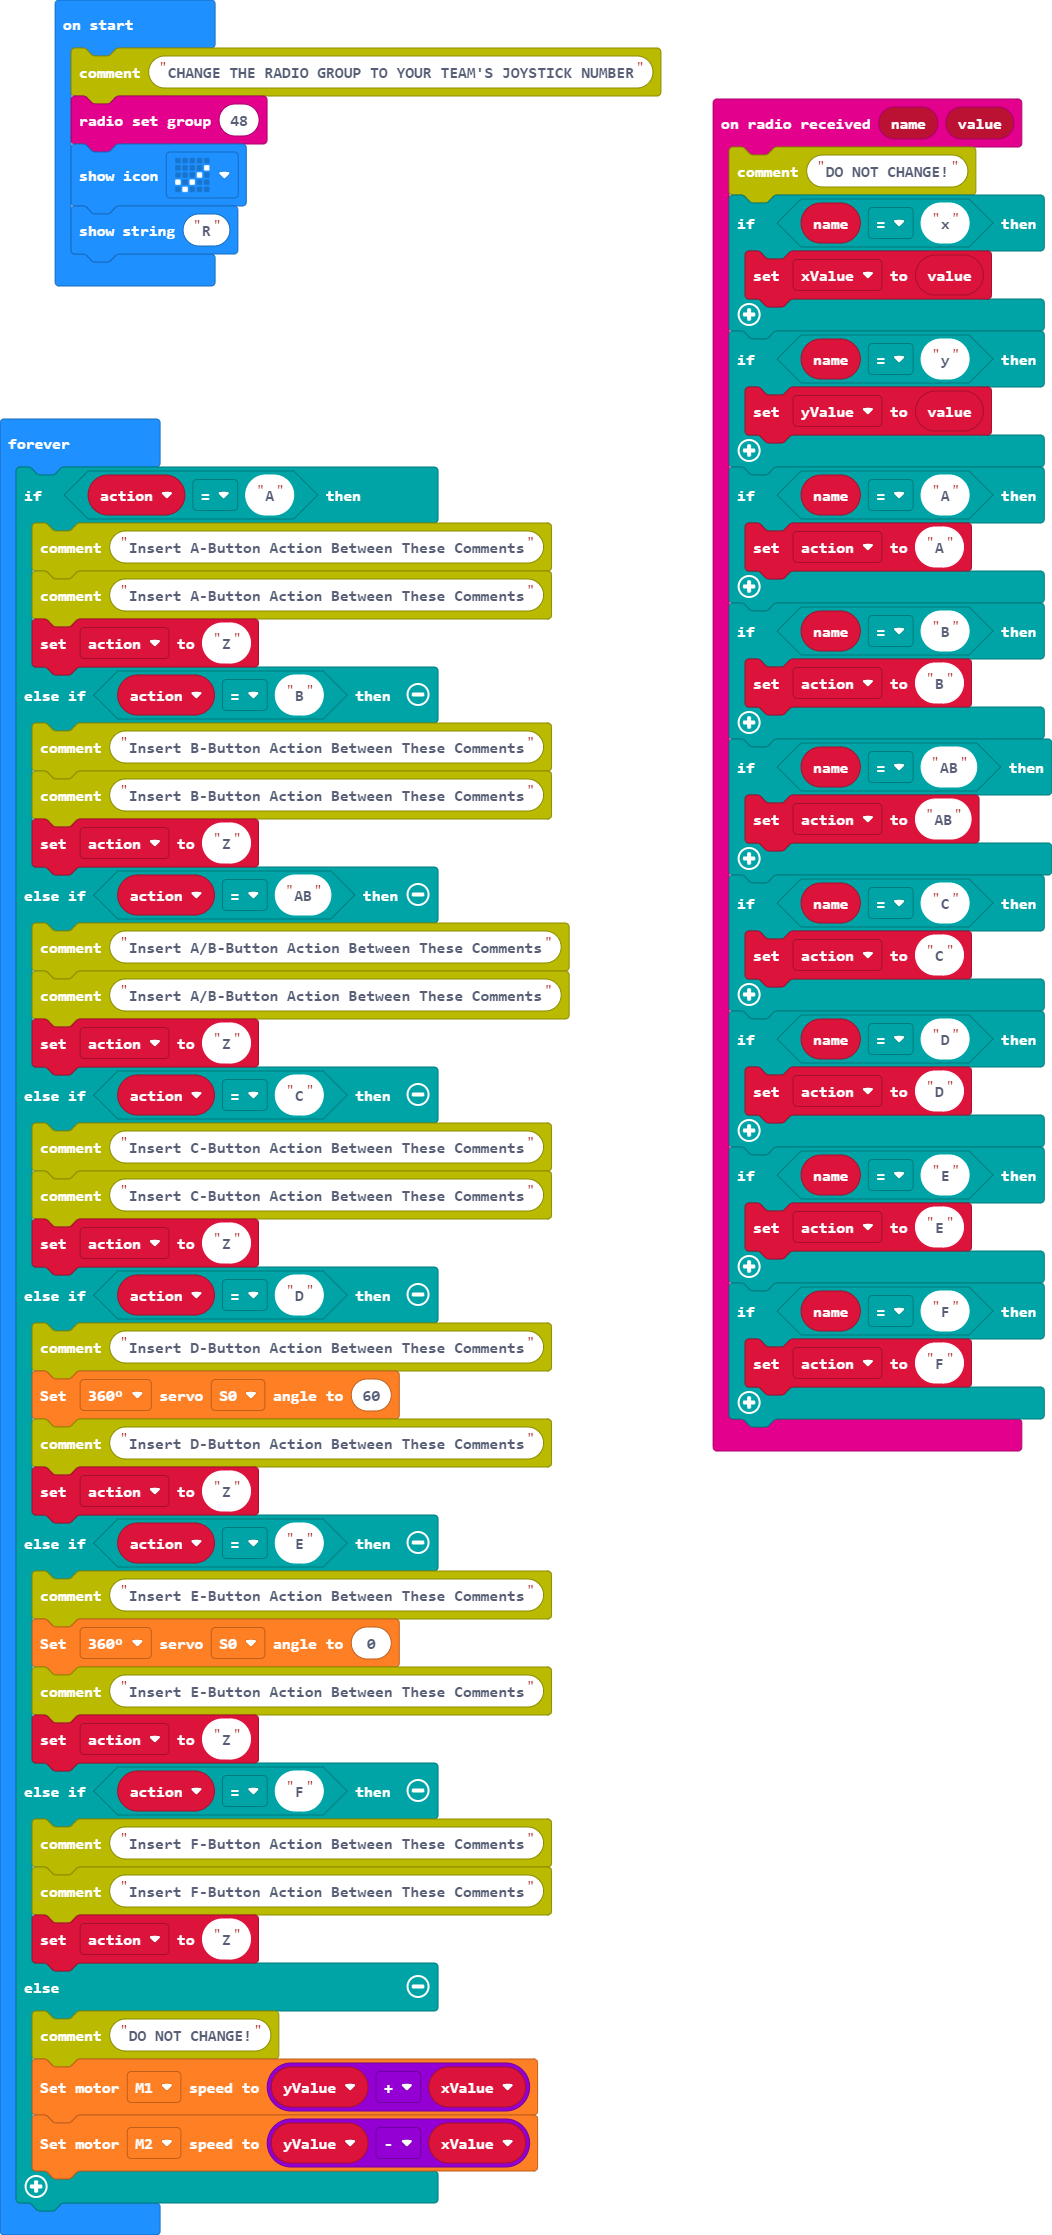 on start
comment "CHANGE THE RADIO GROUP TO YOUR TEAM'S JOYSTICK NUMBER"
radio set group 48
show icon
show string "R"
forever
if action = "A" then
comment "Insert A-Button Action Between These Comments"
comment "Insert A-Button Action Between These Comments"
set action to "Z"
else if action = "B" then
comment "Insert B-Button Action Between These Comments"
comment "Insert B-Button Action Between These Comments"
set action to "Z"
else if action = "AB" then
comment "Insert A/B-Button Action Between These Comments"
comment "Insert A/B-Button Action Between These Comments"
set action to "Z"
else if action = "C" then
comment "Insert C-Button Action Between These Comments"
comment "Insert C-Button Action Between These Comments"
set action to "Z"
else if action = "D" then
comment "Insert D-Button Action Between These Comments"
Set 360º servo S0 angle to 60
comment "Insert D-Button Action Between These Comments"
set action to "Z"
else if action = "E" then
comment "Insert E-Button Action Between These Comments"
Set 360º servo S0 angle to 0
comment "Insert E-Button Action Between These Comments"
set action to "Z"
else if action = "F" then
comment "Insert F-Button Action Between These Comments"
comment "Insert F-Button Action Between These Comments"
set action to "Z"
else
comment "DO NOT CHANGE!"
Set motor M1 speed to yValue + xValue
Set motor M2 speed to yValue - xValue
on radio received name value
comment "DO NOT CHANGE!"
if name = "x" then
set xValue to value
if name = "y" then
set yValue to value
if name = "A" then
set action to "A"
if name = "B" then
set action to "B"
if name = "AB" then
set action to "AB"
if name = "C" then
set action to "C"
if name = "D" then
set action to "D"
if name = "E" then
set action to "E"
if name = "F" then
set action to "F"